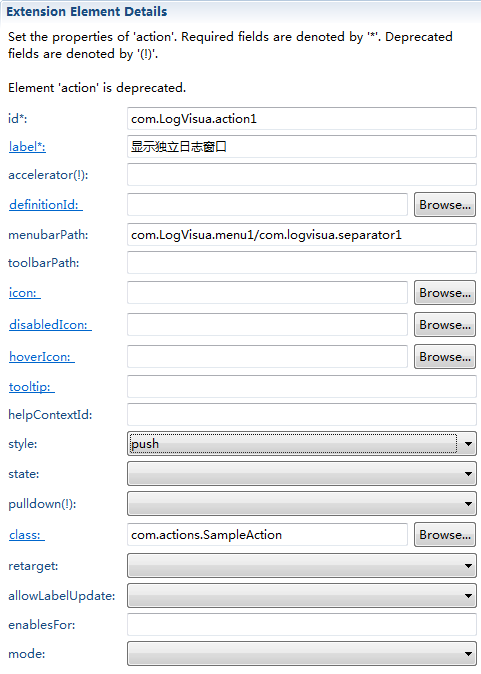 Extension Element Details
Set the properties of 'action'. Required fields are denoted by '*'. Deprecated
fields are denoted by '(!)'.
Element 'action' is deprecated.
id*: com.LogVisua.action1
label*: 显示独立日志窗口
accelerator(!):
definitionId: Browse...
menubarPath: com.LogVisua.menu1/com.logvisua.separator1
toolbarPath:
icon: Browse...
disabledIcon: Browse...
hoverIcon: Browse...
tooltip:
helpContextId:
style: push
state:
pulldown(!):
class: com.actions.SampleAction Browse...
retarget:
allowLabelUpdate:
enablesFor:
mode: